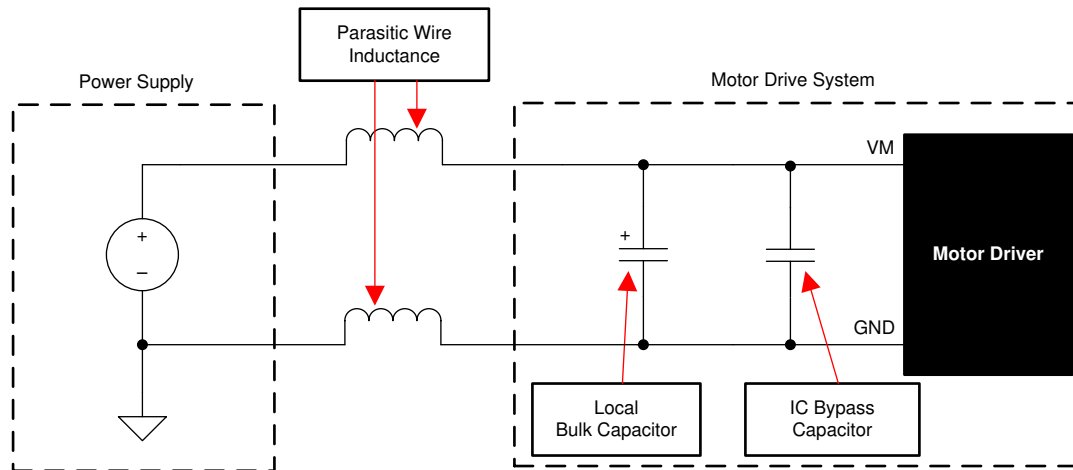 Parasitic Wire
Inductance
Power Supply
Motor Drive System
VM
+
–
+
Motor Driver
GND
Local
Bulk Capacitor
IC Bypass
Capacitor